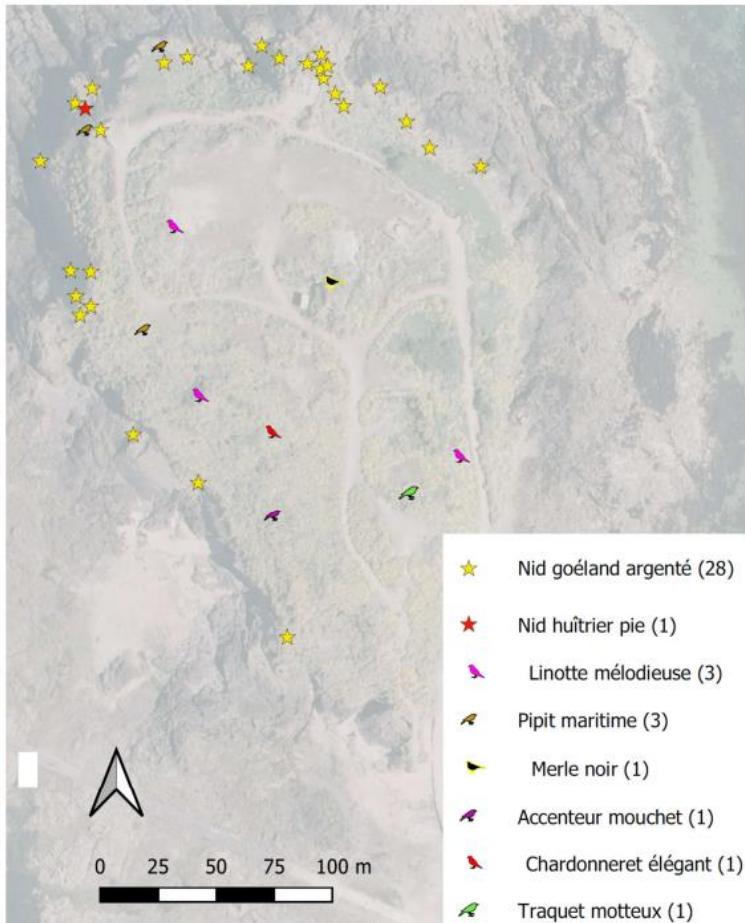 Nid goéland argenté (28)
Nid huîtrier pie (1)
Linotte mélodieuse (3)
Pipit maritime (3)
Merle noir (1)
Accenteur mouchet (1)
Chardonneret élégant (1)
Traquet motteux (1)
0 25 50 75 100 m